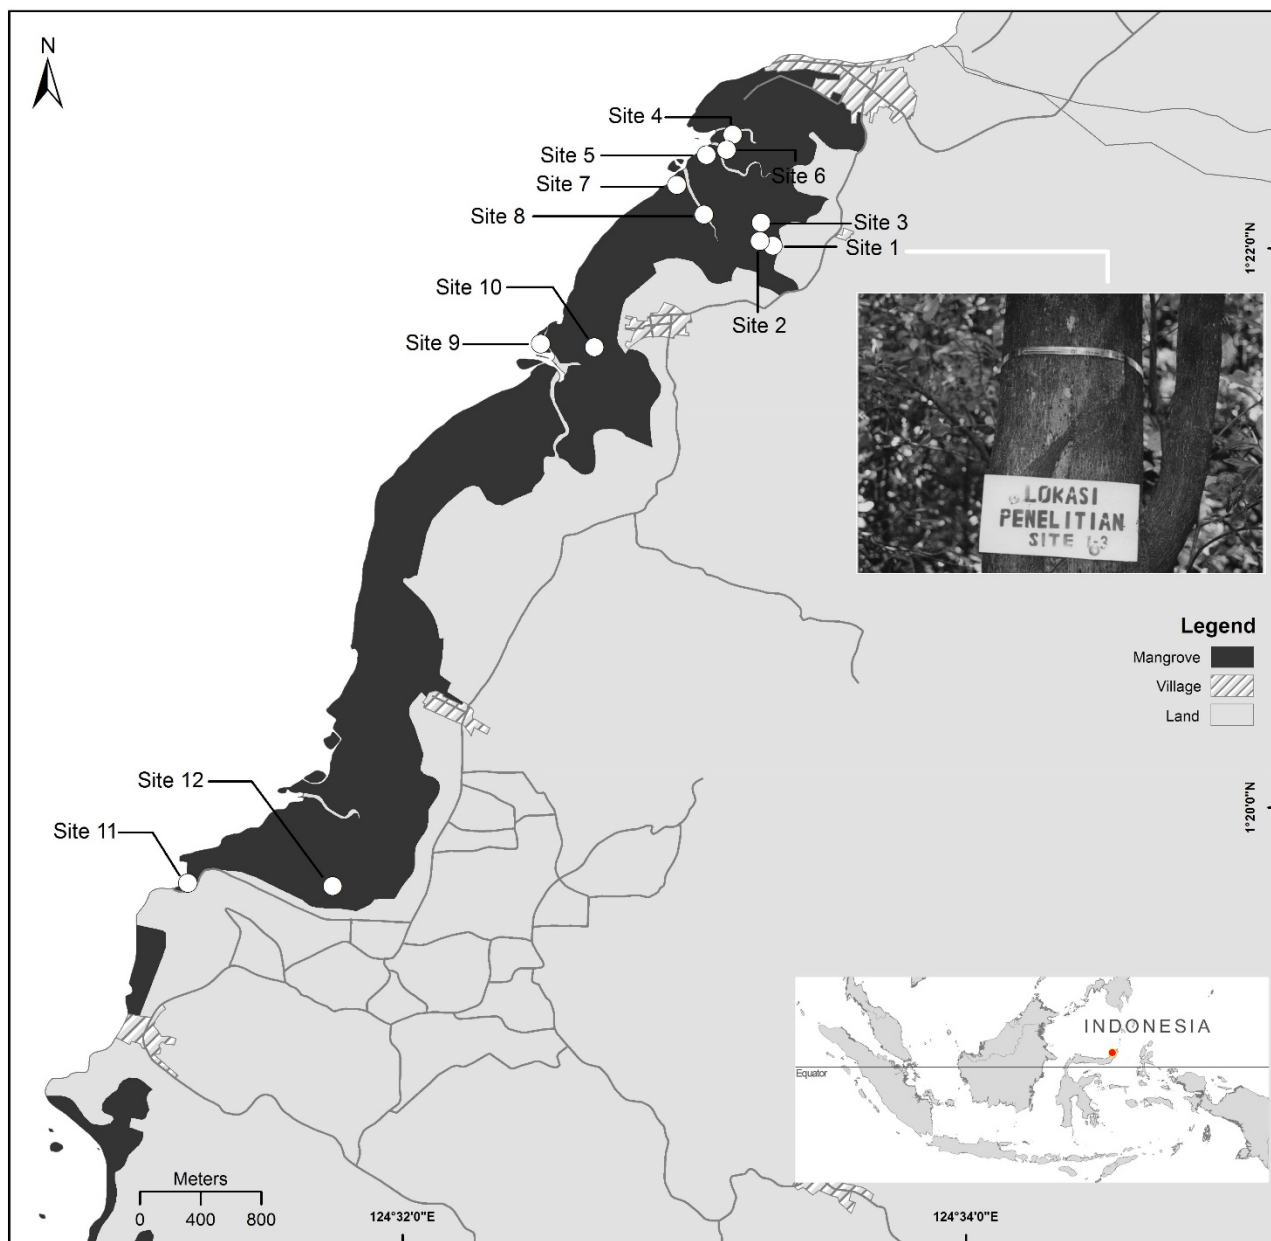 N
Site 4
Site 5
Site 6
Site 7
Site 8
Site 3
Site 1
1°22'0"N
Site 10
Site 2
Site 9
LOKASI
PENELITIAN
SITE 1-3
Legend
Mangrove
Village
Land
Site 12
1°20'0"N
Site 11
INDONESIA
Equator
Meters
0 400 800
124°32'0"E
124°34'0"E